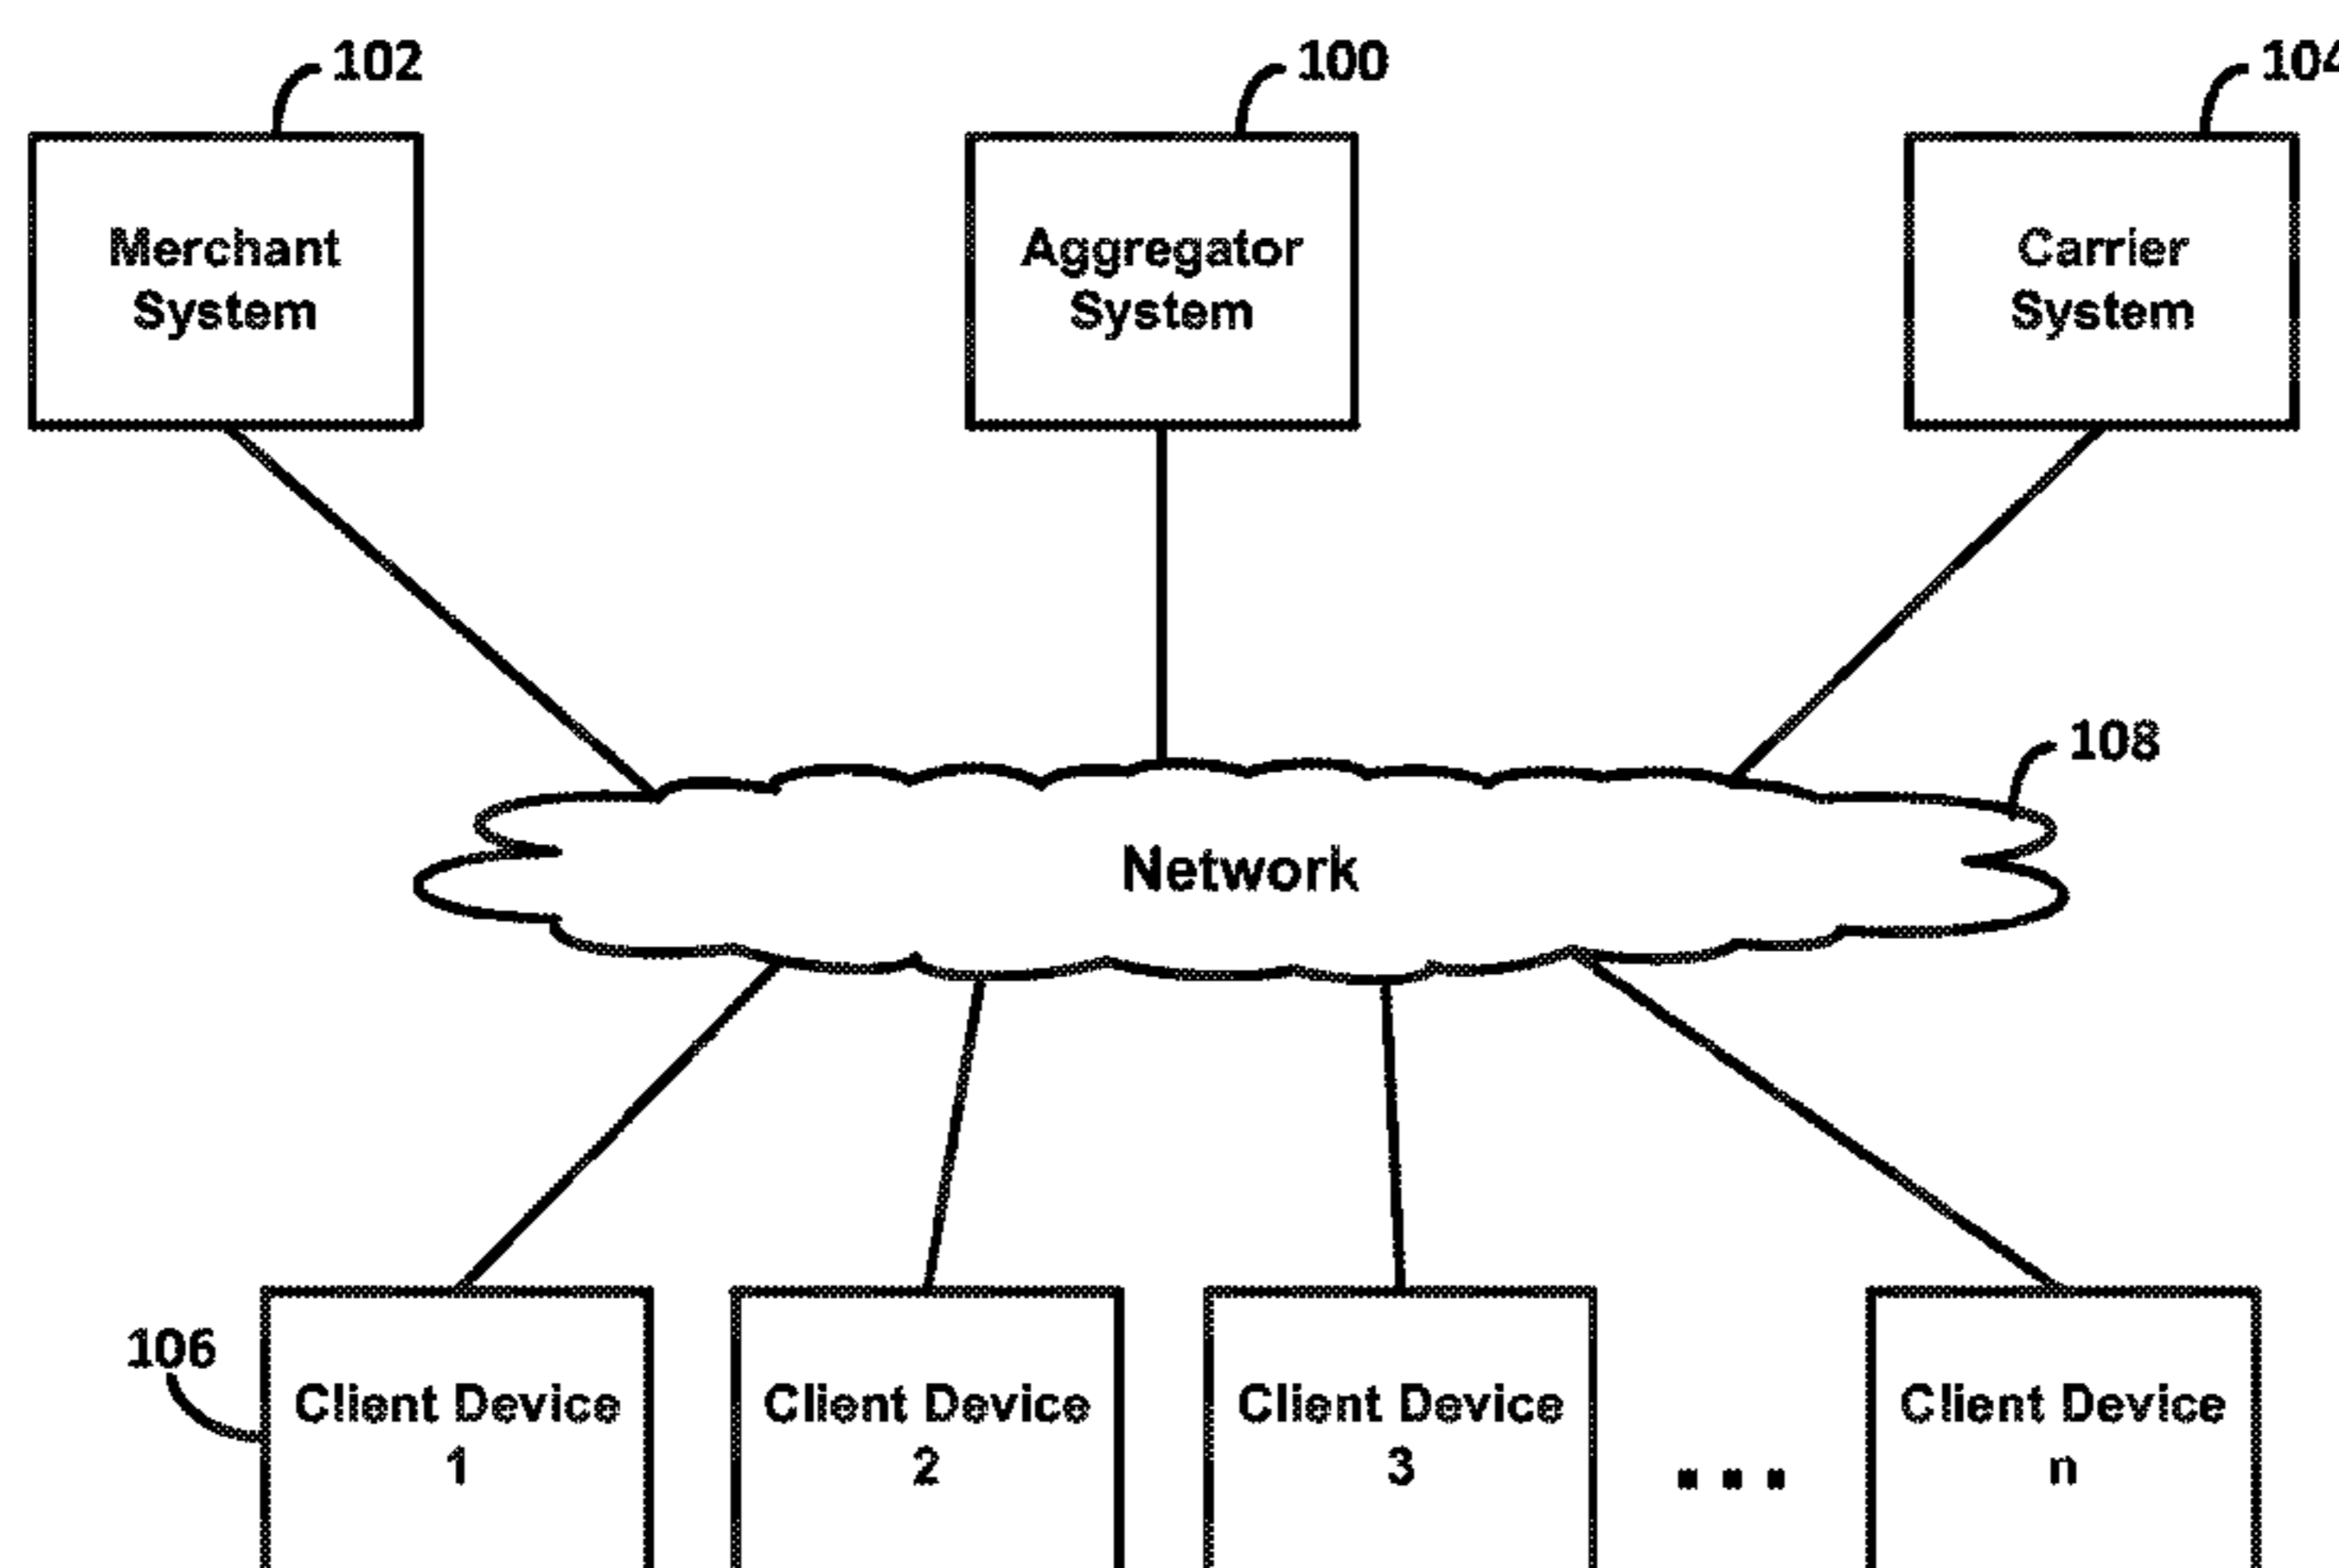 102
100
104
Merchant
System
Aggregator
System
Carrier
System
108
Network
106
Client Device
1
Client Device
2
Client Device
3
...
Client Device
n